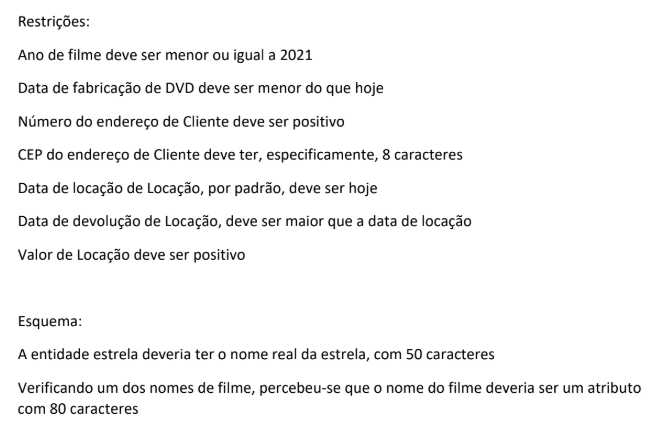 Restrições:
Ano de filme deve ser menor ou igual a 2021
Data de fabricação de DVD deve ser menor do que hoje
Número do endereço de Cliente deve ser positivo
CEP do endereço de Cliente deve ter, especificamente, 8 caracteres
Data de locação de Locação, por padrão, deve ser hoje
Data de devolução de Locação, deve ser maior que a data de locação
Valor de Locação deve ser positivo
Esquema:
A entidade estrela deveria ter o nome real da estrela, com 50 caracteres
Verificando um dos nomes de filme, percebeu-se que o nome do filme deveria ser um atributo
com 80 caracteres